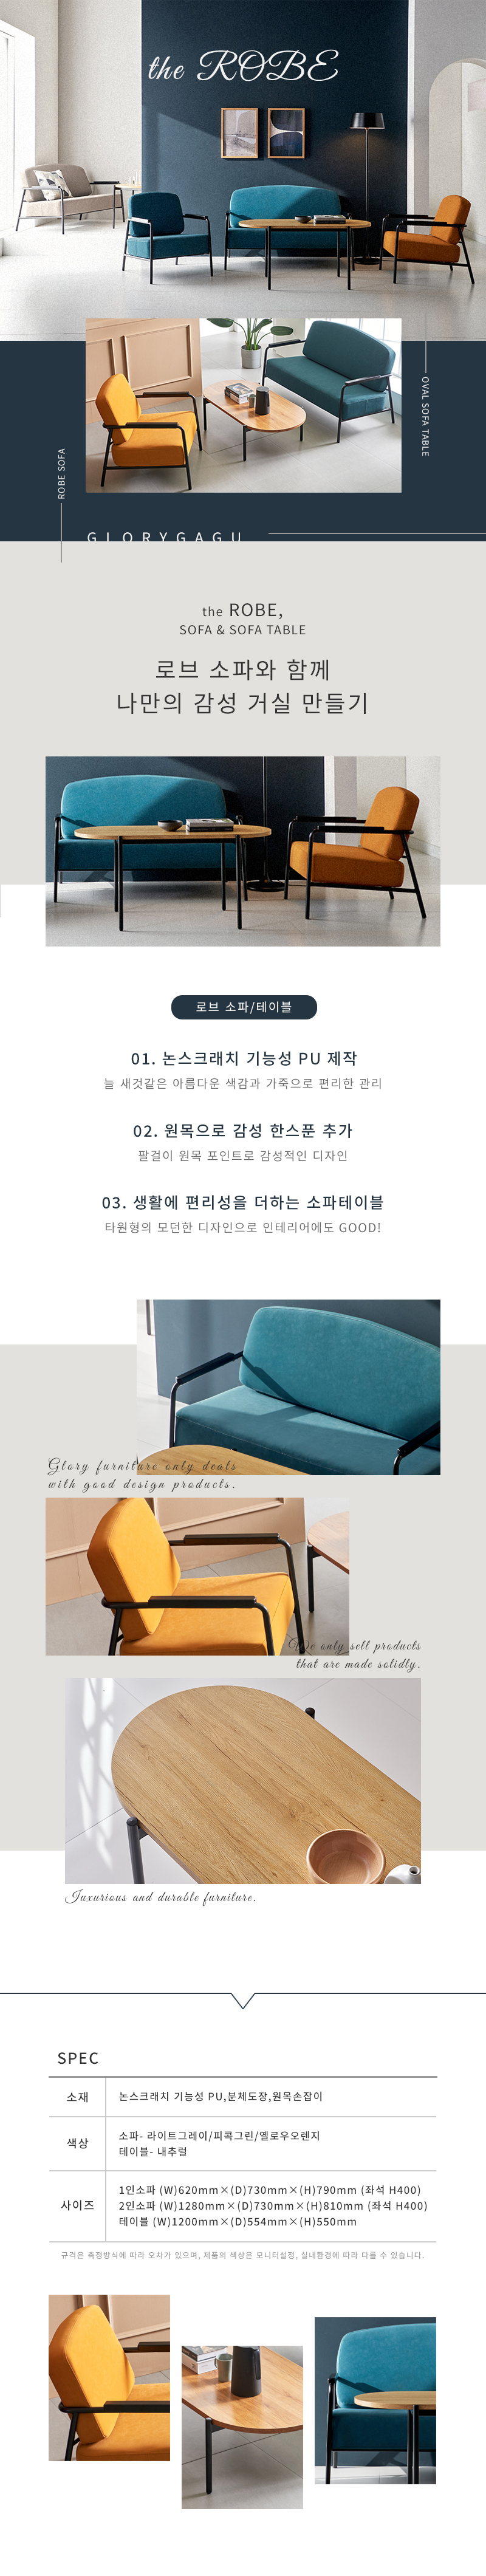 the ROBE
OVAL SOFA TABLE
ROBE SOFA
GLORYGAGU
the ROBE,
SOFA & SOFA TABLE
로브 소파와 함께
나만의 감성 거실 만들기
로브 소파/테이블
01. 논스크래치 기능성 PU 제작
늘 새것같은 아름다운 색감과 가죽으로 편리한 관리
02. 원목으로 감성 한스푼 추가
팔걸이 원목 포인트로 감성적인 디자인
03. 생활에 편리성을 더하는 소파테이블
타원형의 모던한 디자인으로 인테리어에도 GOOD!
Glory furniture only deals
with good design products.
We only sell products
that are made solidly.
Luxurious and durable furniture.
SPEC
소재 논스크래치 기능성 PU,분체도장,원목손잡이
색상 소파- 라이트그레이/피콕그린/옐로우오렌지
테이블- 내추럴
1인소파 (W)620mm×(D)730mm×(H)790mm (좌석 H400)
사이즈 2인소파 (W)1280mm×(D)730mm×(H)810mm (좌석 H400)
테이블 (W)1200mm×(D)554mm×(H)550mm
규격은 측정방식에 따라 오차가 있으며, 제품의 색상은 모니터설정, 실내환경에 따라 다를 수 있습니다.